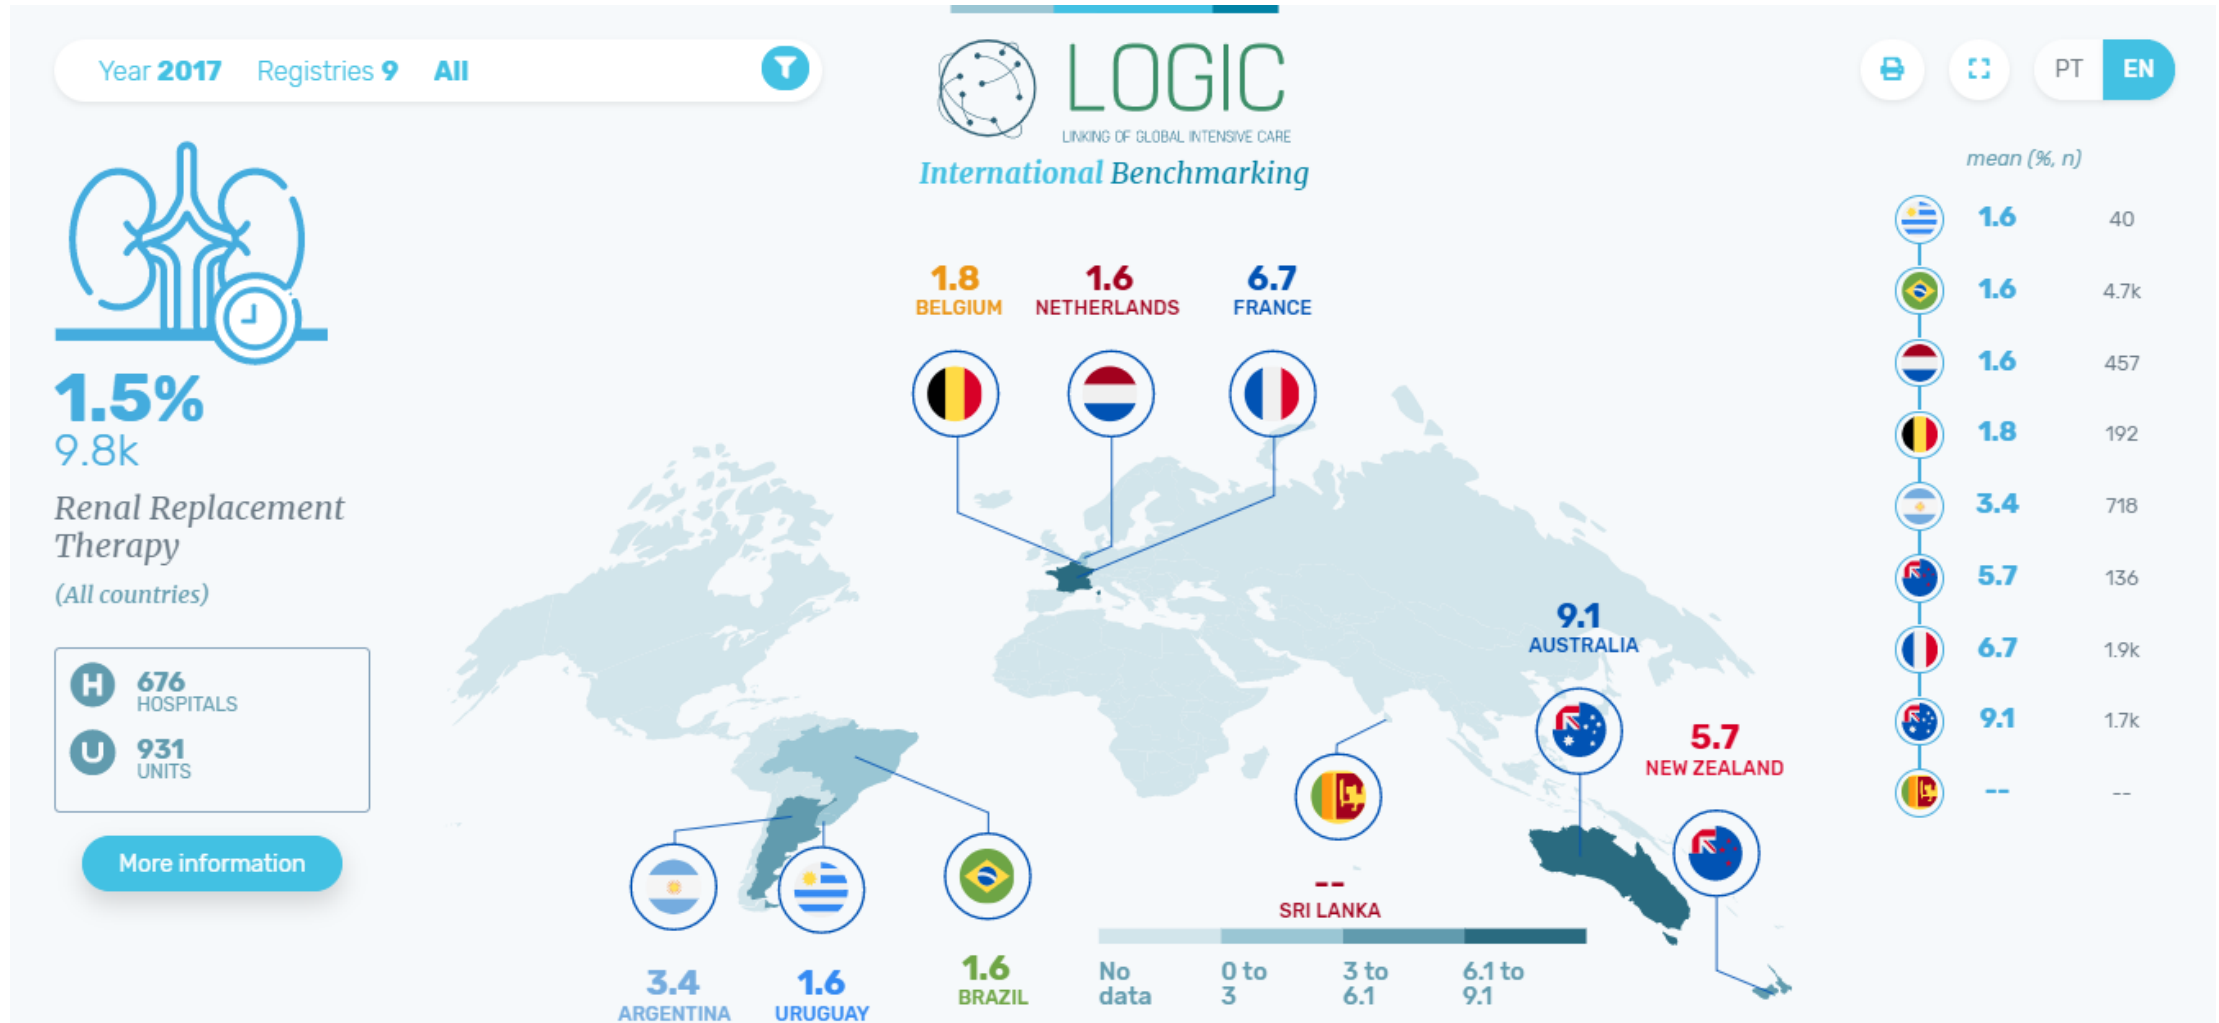 Year 2017 Registries 9 All
LOGIC
LINKING OF GLOBAL INTENSIVE CARE
International Benchmarking
PT EN
1.5%
9.8k
Renal Replacement
Therapy
(All countries)
H 676
HOSPITALS
U 931
UNITS
More information
1.8
BELGIUM
1.6
NETHERLANDS
6.7
FRANCE
9.1
AUSTRALIA
5.7
NEW ZEALAND
--
SRI LANKA
3.4
ARGENTINA
1.6
URUGUAY
1.6
BRAZIL
No
data
0 to
3
3 to
6.1
6.1 to
9.1
mean (%, n)
1.6 40
1.6 4.7k
1.6 457
1.8 192
3.4 718
5.7 136
6.7 1.9k
9.1 1.7k
-- --